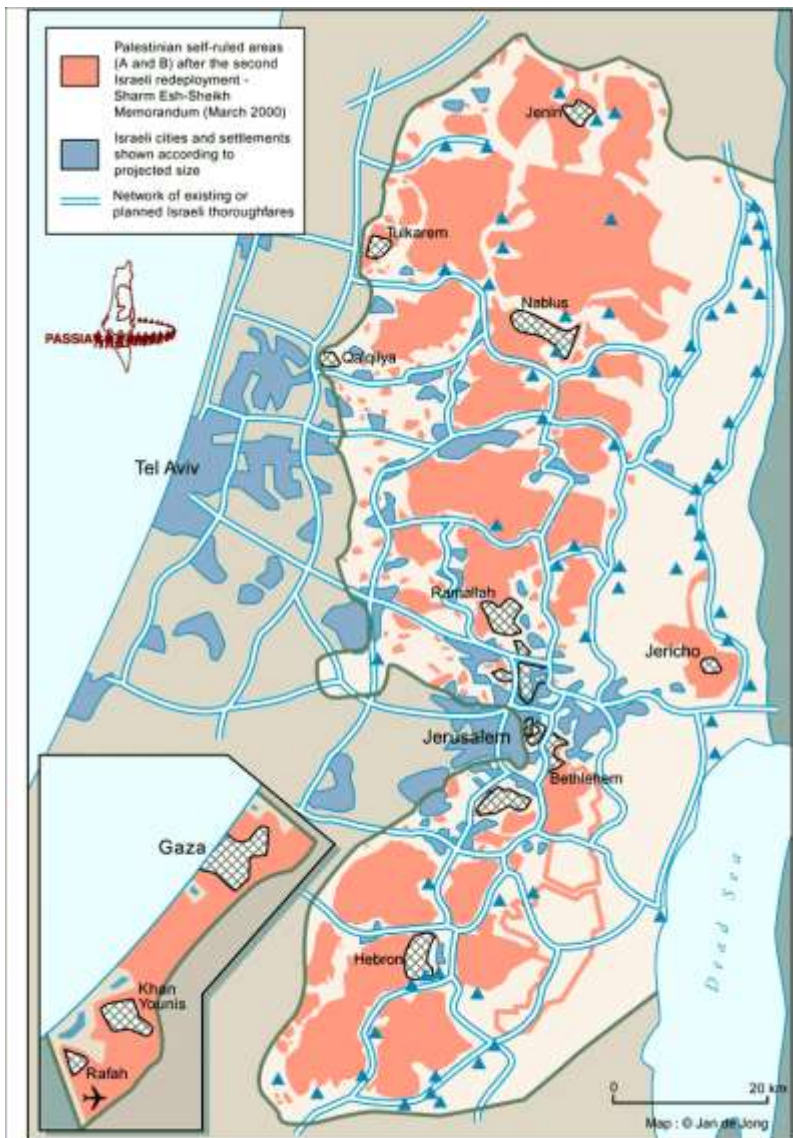 Palestinian self-ruled areas
(A and B) after the second
Israeli redeployment -
Sharm Esh-Sheikh
Memorandum (March 2000)
Israeli cities and settlements
shown according to
projected size
Network of existing or
planned Israeli thoroughfares
PASSIA
Jenin
Tulkarem
Nablus
Qalqilya
Tel Aviv
Ramallah
Jericho
Jerusalem
Bethlehem
Gaza
Hebron
Khan
Younis
Rafah
Dead Sea
0 20 km
Map : © Jan de Jong